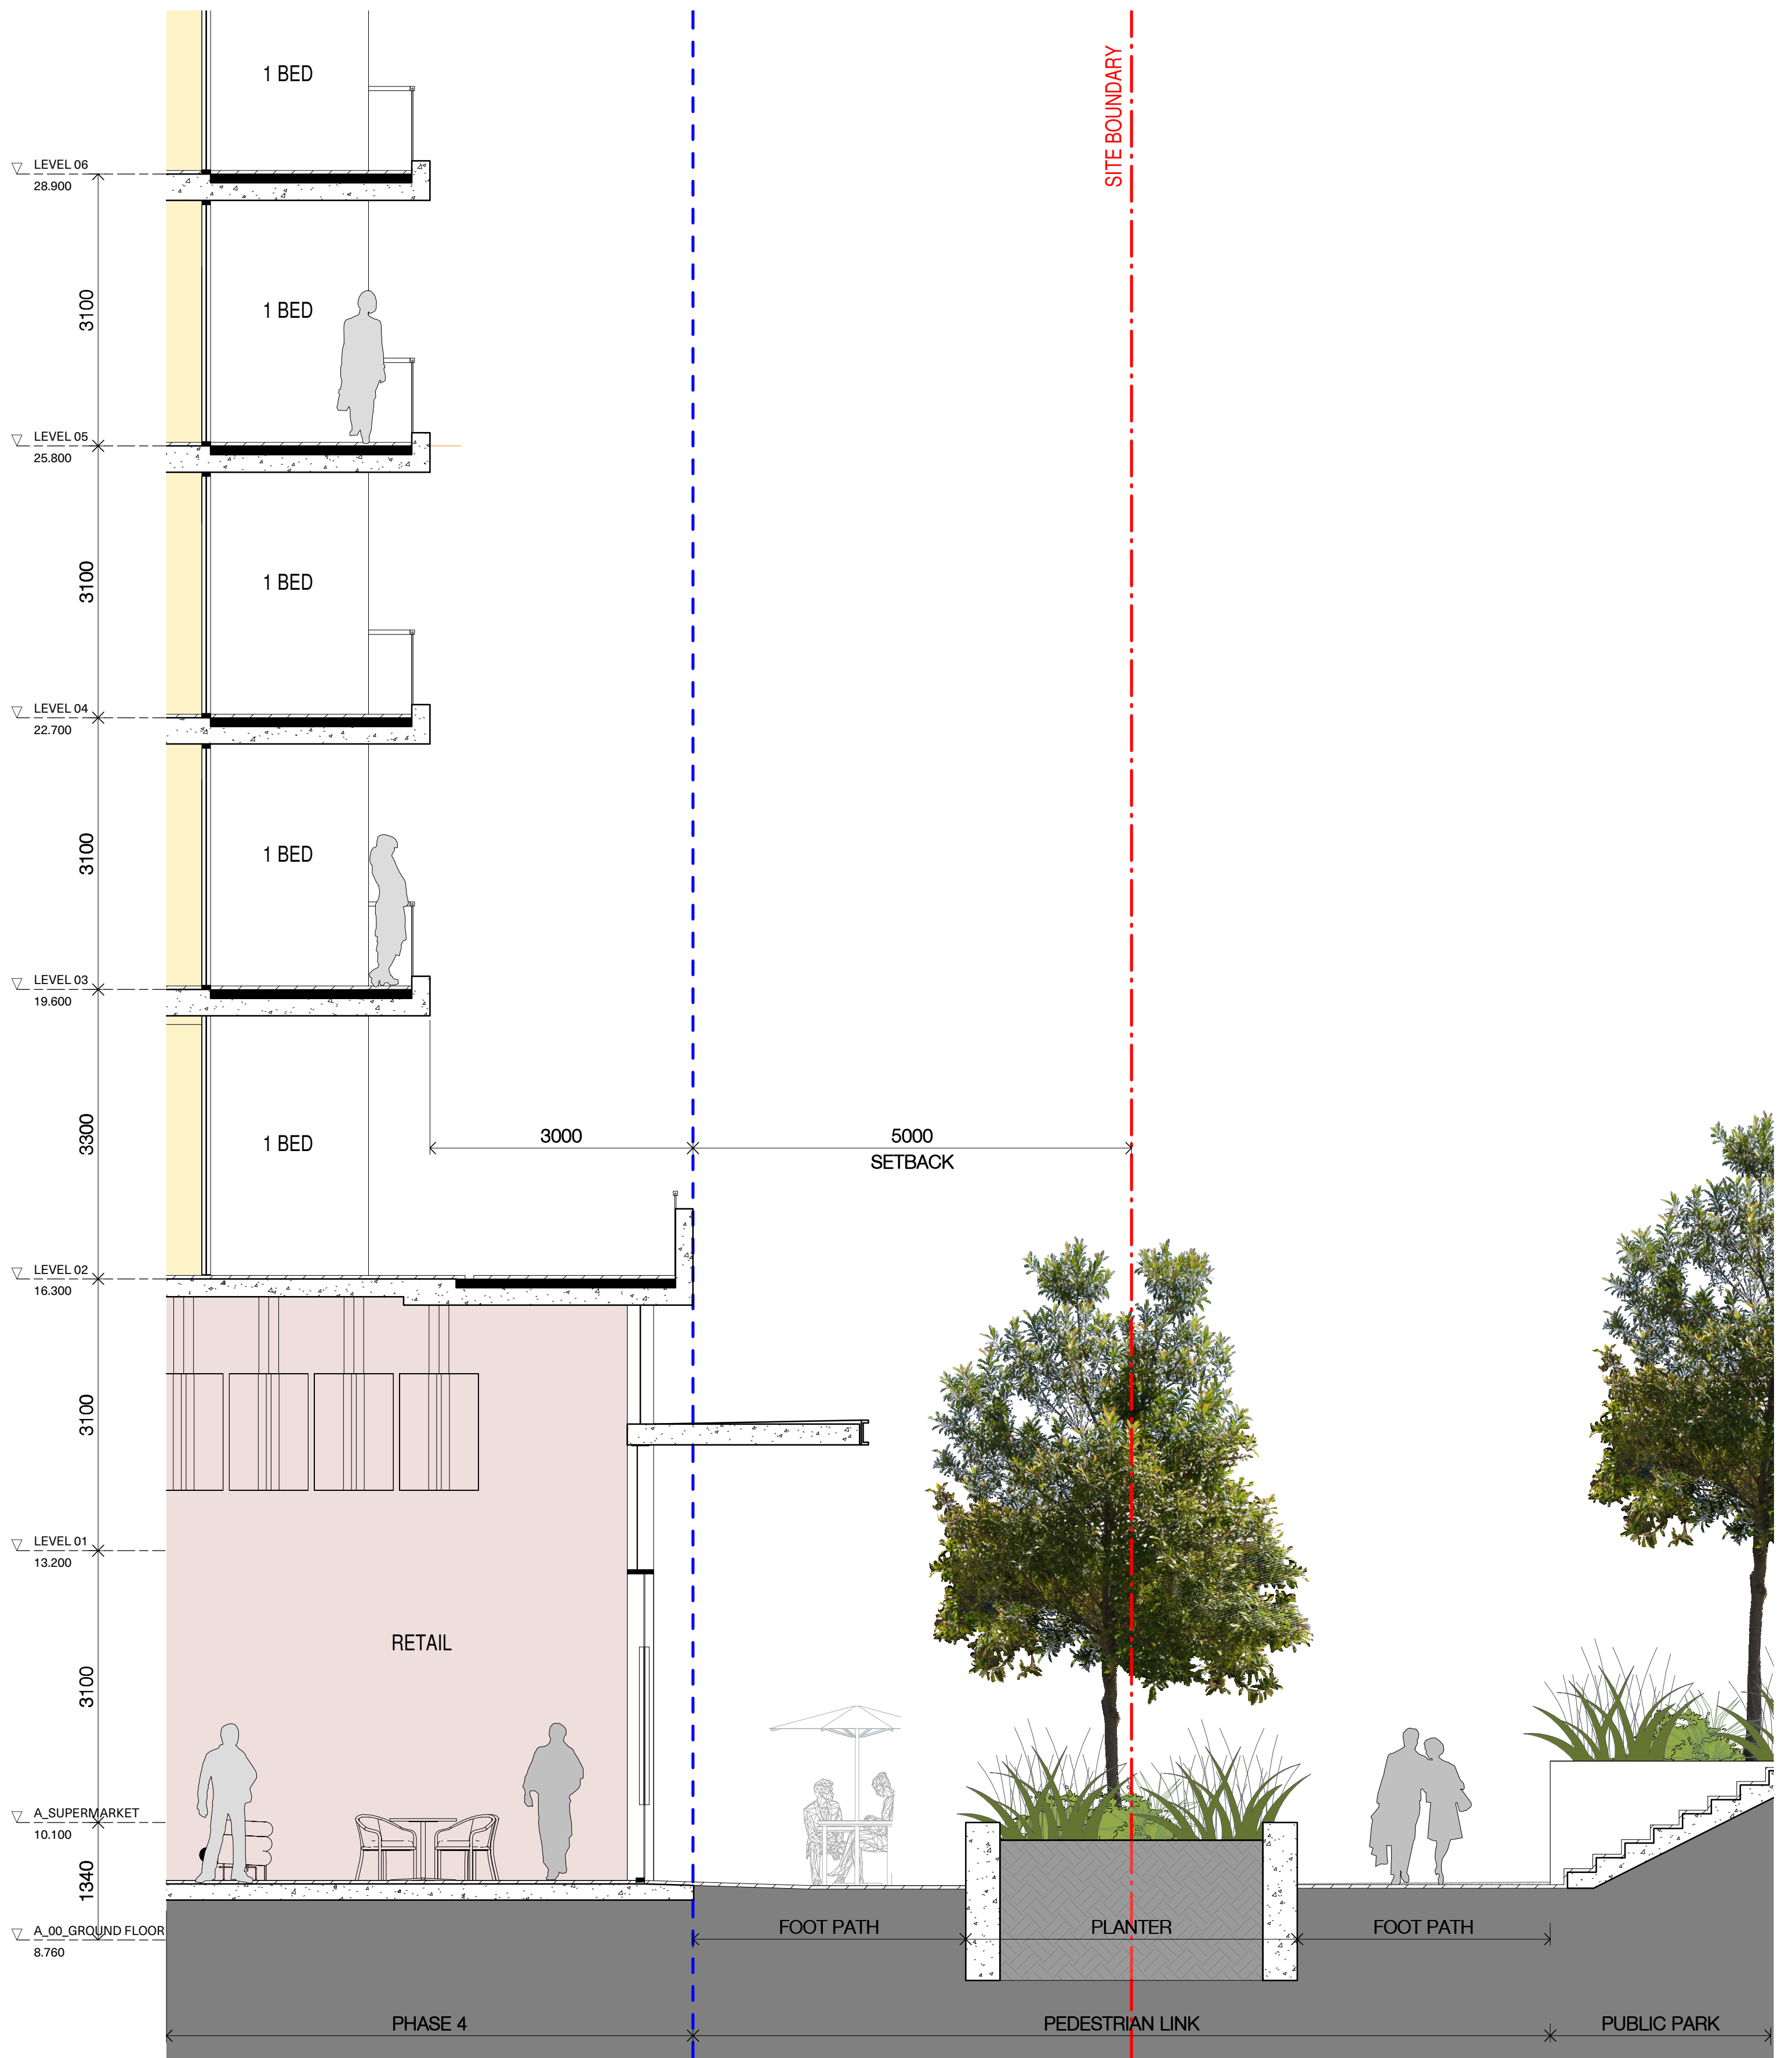 SITE BOUNDARY
1 BED
LEVEL 06
28.900
3100
1 BED
LEVEL 05
25.800
3100
1 BED
LEVEL 04
22.700
3100
1 BED
LEVEL 03
19.600
3300
1 BED
3000
5000
SETBACK
LEVEL 02
16.300
3100
LEVEL 01
13.200
RETAIL
3100
A_SUPERMARKET
10.100
1340
A_00_GROUND FLOOR
8.760
FOOT PATH
PLANTER
FOOT PATH
PHASE 4
PEDESTRIAN LINK
PUBLIC PARK